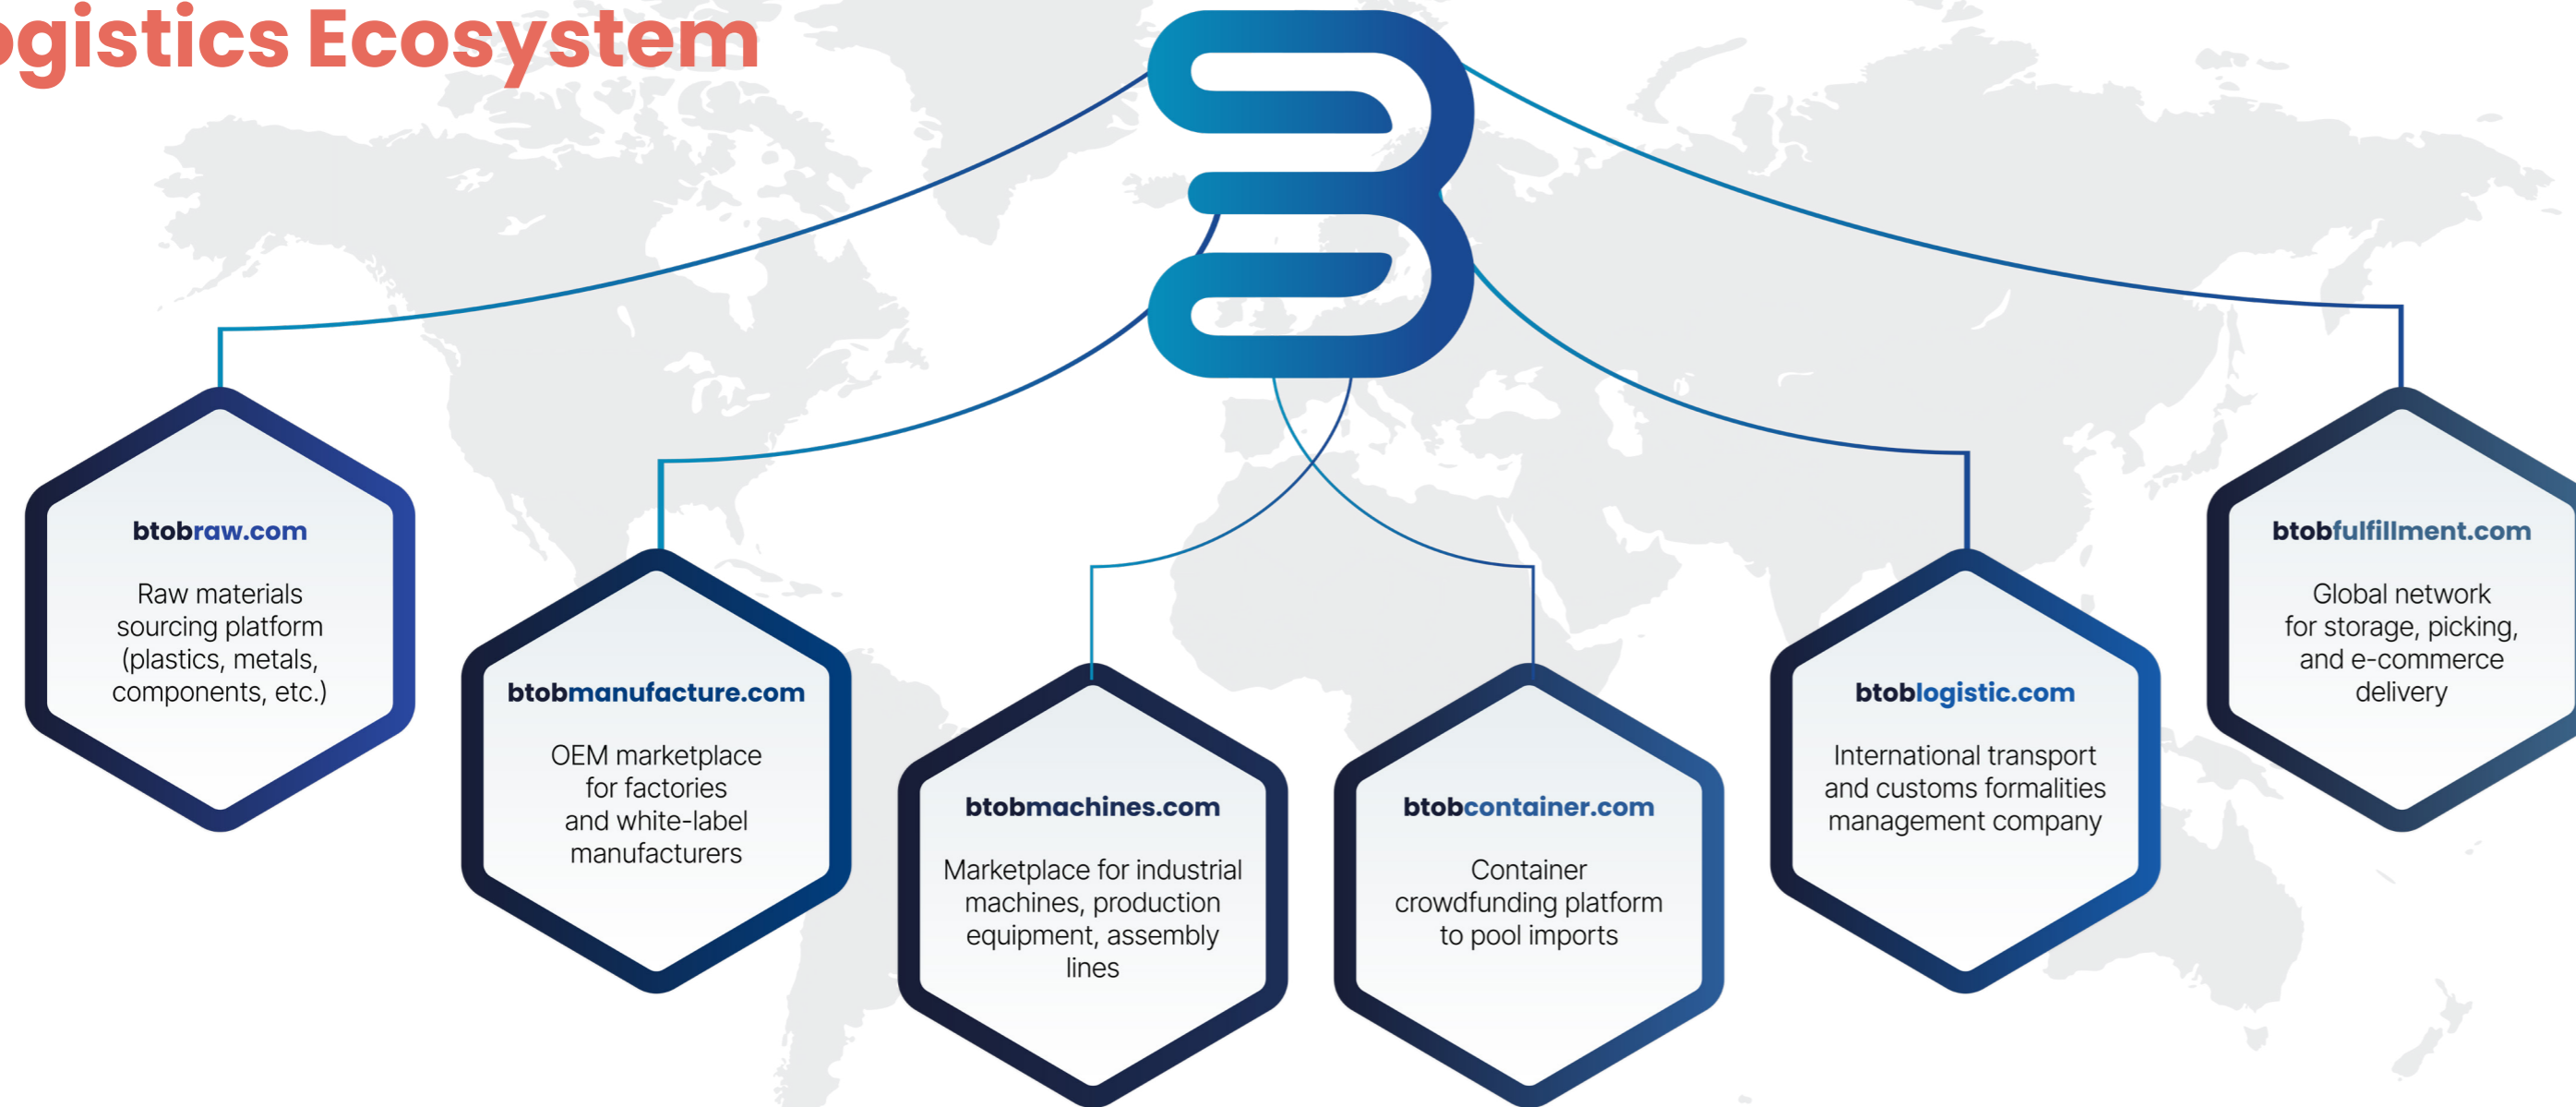 ogistics Ecosystem
btobraw.com
Raw materials
sourcing platform
(plastics, metals,
components, etc.)
btobmanufacture.com
OEM marketplace
for factories
and white-label
manufacturers
btobmachines.com
Marketplace for industrial
machines, production
equipment, assembly
lines
btobcontainer.com
Container
crowdfunding platform
to pool imports
btoblogistic.com
International transport
and customs formalities
management company
btobfulfillment.com
Global network
for storage, picking,
and e-commerce
delivery